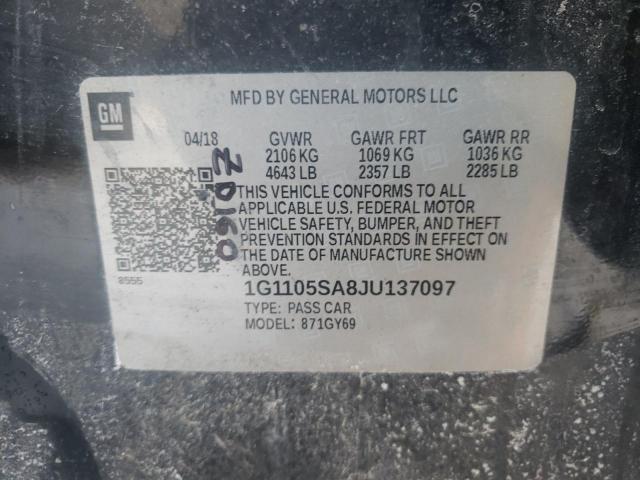 GM
MFD BY GENERAL MOTORS LLC
04/18 GVWR GAWR FRT GAWR RR
2106 KG 1069 KG 1036 KG
4643 LB 2357 LB 2285 LB
THIS VEHICLE CONFORMS TO ALL
APPLICABLE U.S. FEDERAL MOTOR
VEHICLE SAFETY, BUMPER, AND THEFT
PREVENTION STANDARDS IN EFFECT ON
THE DATE OF MANUFACTURE SHOWN
ABOVE.
8555
1G1105SA8JU137097
TYPE: PASS CAR
MODEL: 871GY69